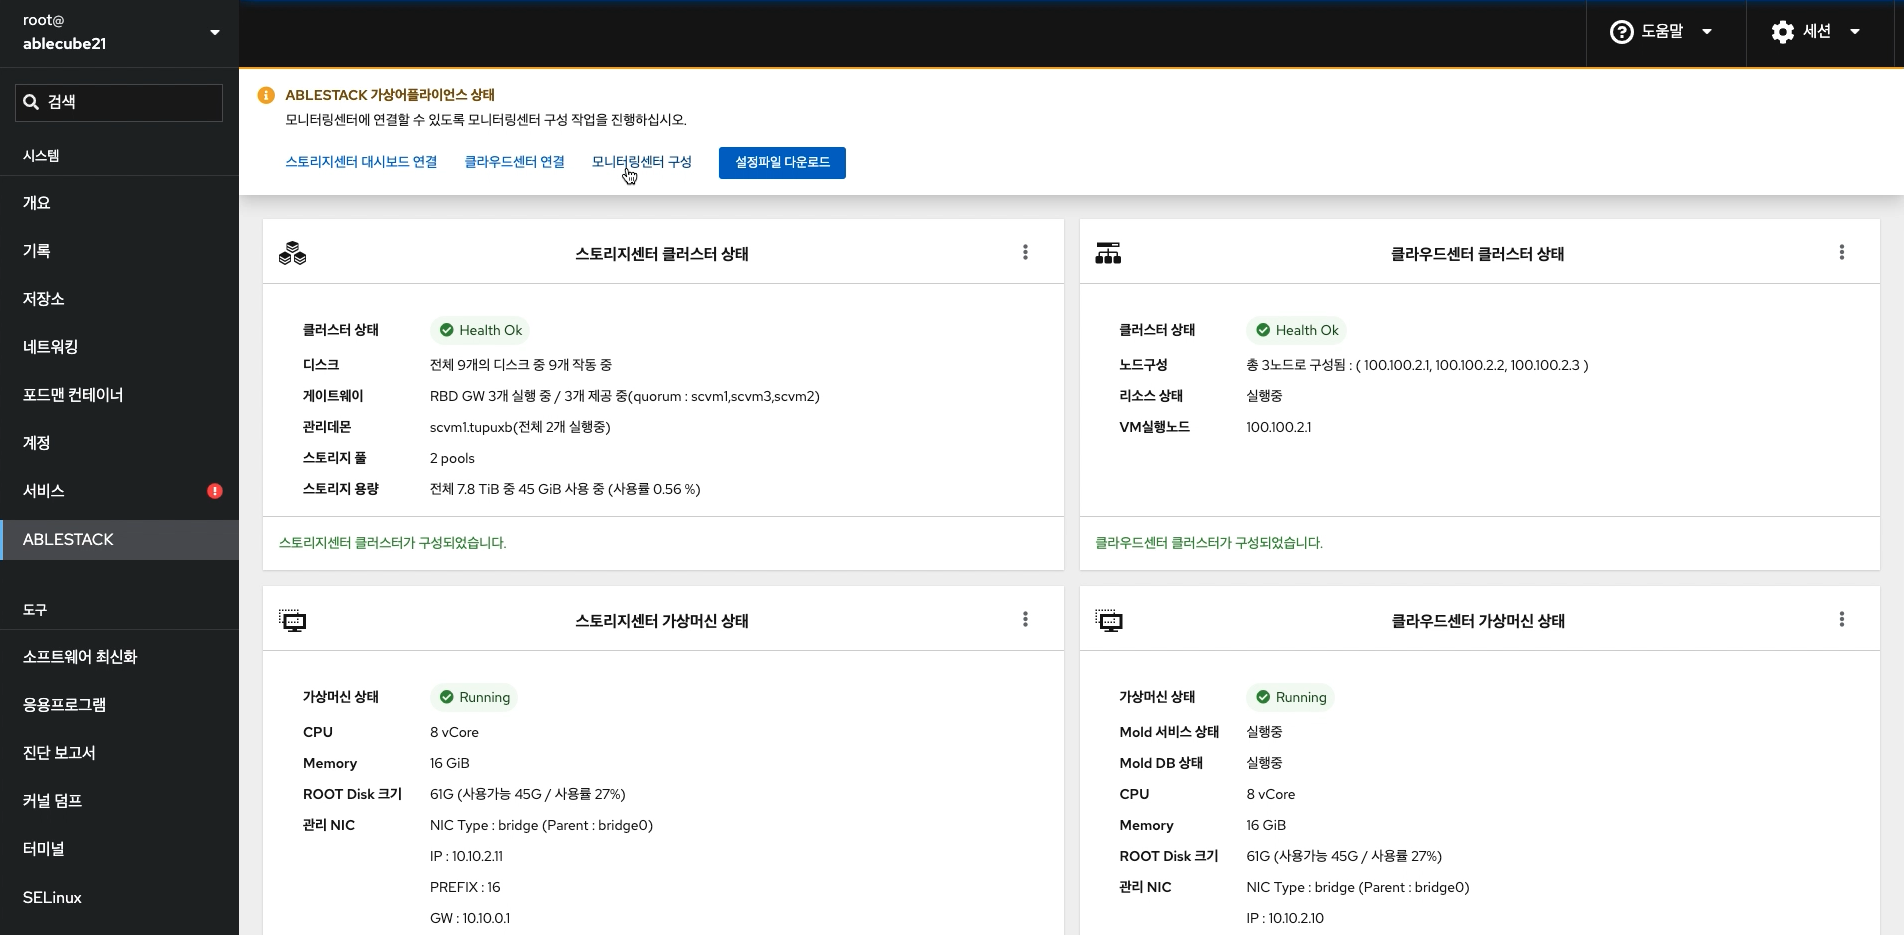 root@
ablecube21
도움말
세션
검색
시스템
개요
기록
저장소
네트워킹
포드맨 컨테이너
계정
서비스
ABLESTACK
도구
소프트웨어 최신화
응용프로그램
진단 보고서
커널 덤프
터미널
SELinux
ABLESTACK 가상어플라이언스 상태
모니터링센터에 연결할 수 있도록 모니터링센터 구성 작업을 진행하십시오.
스토리지센터 대시보드 연결 클라우드센터 연결 모니터링센터 구성 설정파일 다운로드
스토리지센터 클러스터 상태
클러스터 상태 Health Ok
디스크 전체 9개의 디스크 중 9개 작동 중
게이트웨이 RBD GW 3개 실행 중 / 3개 제공 중(quorum : scvm1,scvm3,scvm2)
관리데몬 scvm1.tupuxb(전체 2개 실행중)
스토리지 풀 2 pools
스토리지 용량 전체 7.8 TiB 중 45 GiB 사용 중 (사용률 0.56 %)
스토리지센터 클러스터가 구성되었습니다.
클라우드센터 클러스터 상태
클러스터 상태 Health Ok
노드구성 총 3노드로 구성됨 : ( 100.100.2.1, 100.100.2.2, 100.100.2.3 )
리소스 상태 실행중
VM실행노드 100.100.2.1
클라우드센터 클러스터가 구성되었습니다.
스토리지센터 가상머신 상태
가상머신 상태 Running
CPU 8 vCore
Memory 16 GiB
ROOT Disk 크기 61G (사용가능 45G / 사용률 27%)
관리 NIC NIC Type : bridge (Parent : bridge0)
IP : 10.10.2.11
PREFIX : 16
GW : 10.10.0.1
클라우드센터 가상머신 상태
가상머신 상태 Running
Mold 서비스 상태 실행중
Mold DB 상태 실행중
CPU 8 vCore
Memory 16 GiB
ROOT Disk 크기 61G (사용가능 45G / 사용률 27%)
관리 NIC NIC Type : bridge (Parent : bridge0)
IP : 10.10.2.10